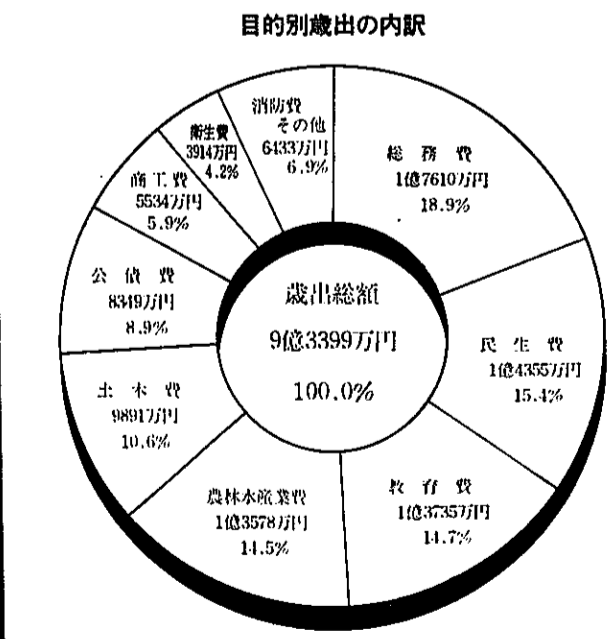 目的別歳出の内訳
総務費
1億7610万円
18.9%
民生費
1億4355万円
15.4%
教育費
1億3735万円
14.7%
農林水産業費
1億3578万円
14.5%
土木費
9891万円
10.6%
公債費
8349万円
8.9%
商工費
5534万円
5.9%
衛生費
3914万円
4.2%
消防費
その他
6433万円
6.9%
歳出総額
9億3399万円
100.0%